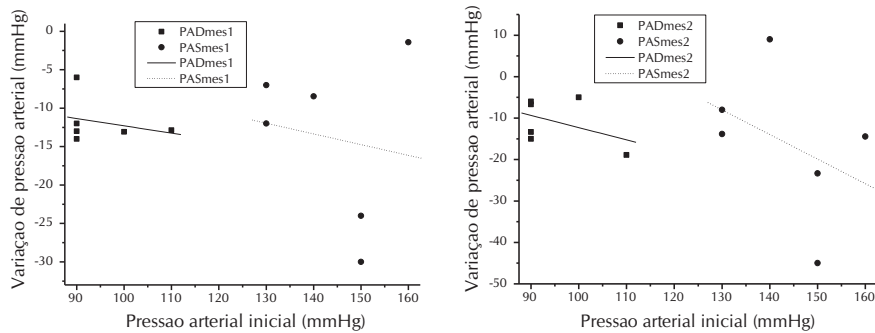 PADmes1
PASmes1
PADmes1
PASmes1
0
-5
-10
-15
-20
-25
-30
Variaçao de pressao arterial (mmHg)
90 100 110 120 130 140 150 160
Pressao arterial inicial (mmHg)
PADmes2
PASmes2
PADmes2
PASmes2
10
0
-10
-20
-30
-40
-50
Variaçao de pressao arterial (mmHg)
90 100 110 120 130 140 150 160
Pressao arterial inicial (mmHg)